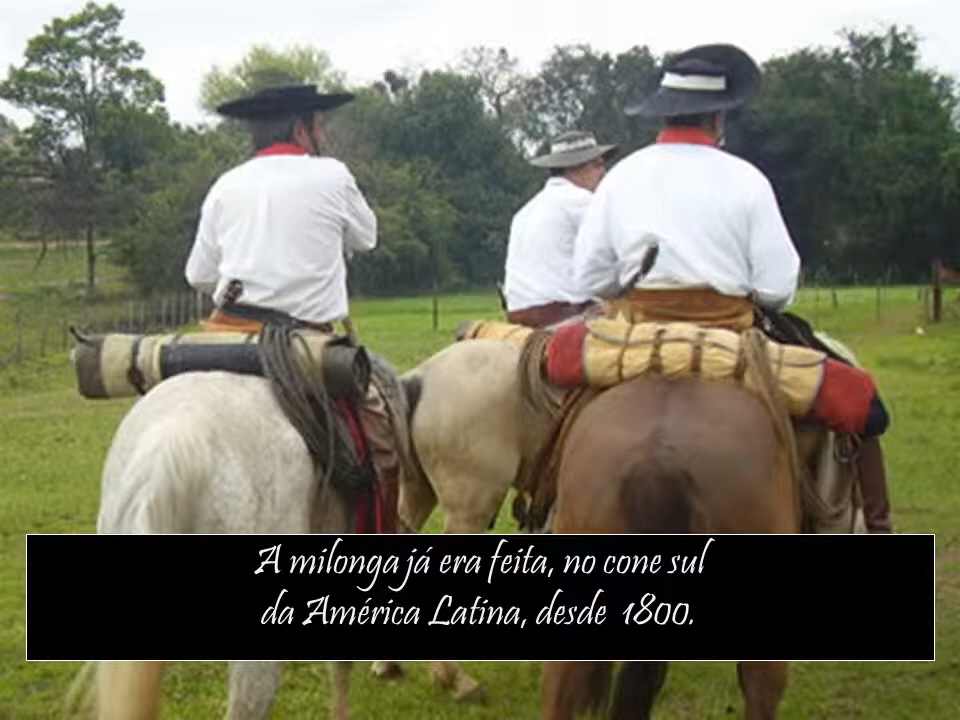 A milonga já era feita, no cone sul
da América Latina, desde 1800.